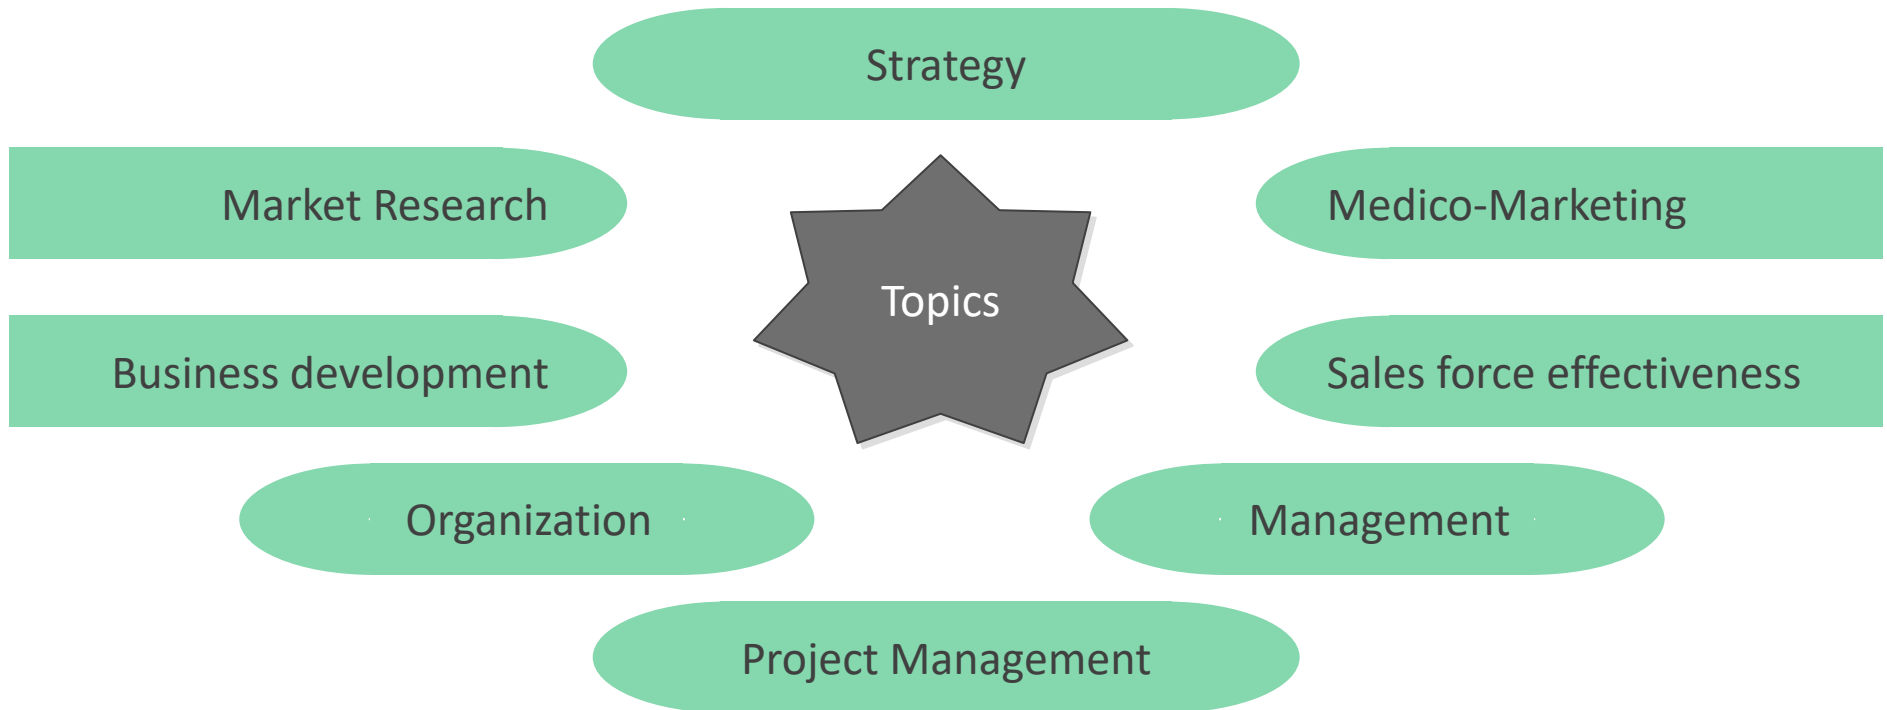 Strategy
Market Research
Medico-Marketing
Topics
Business development
Sales force effectiveness
Organization
Management
Project Management